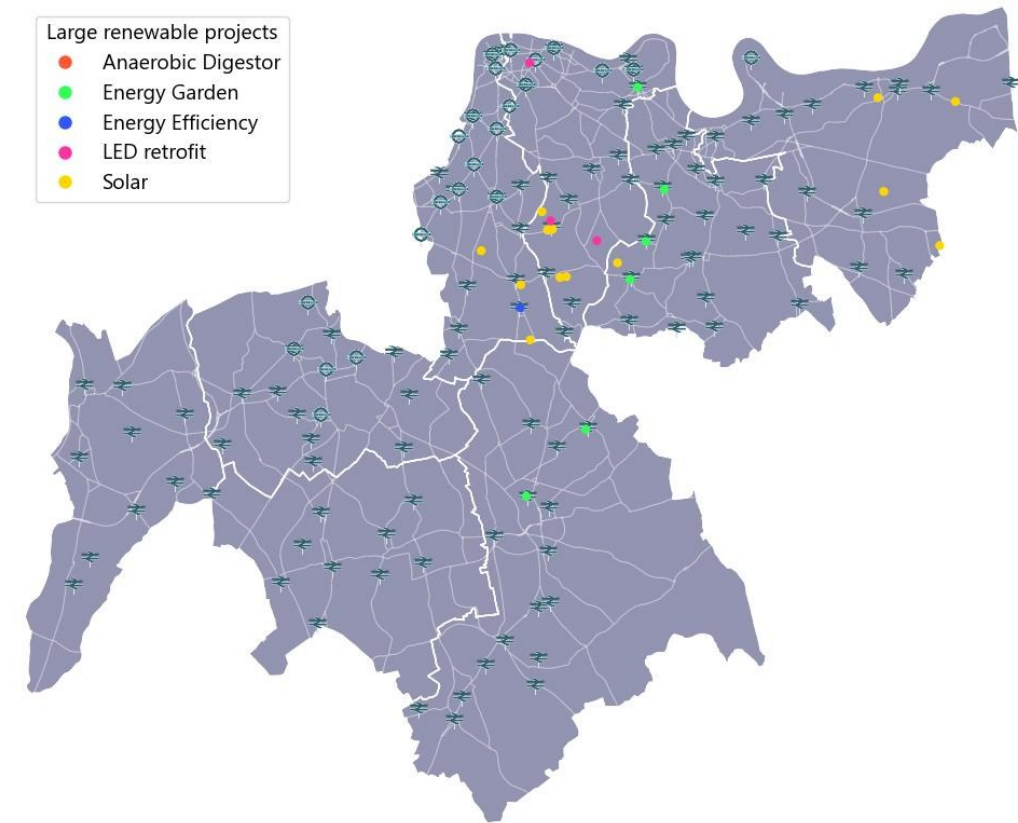 Large renewable projects
Anaerobic Digestor
Energy Garden
Energy Efficiency
LED retrofit
Solar